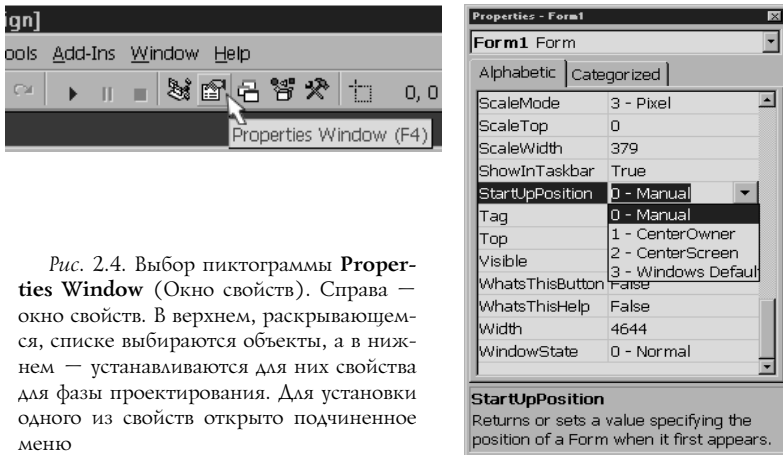 ign]
ools Add-Ins Window Help
0, 0
Properties Window (F4)
Рис. 2.4. Выбор пиктограммы Proper-
ties Window (Окно свойств). Справа —
окно свойств. В верхнем, раскрывающем-
ся, списке выбираются объекты, а в ниж-
нем — устанавливаются для них свойства
для фазы проектирования. Для установки
одного из свойств открыто подчиненное
меню
Properties - Form1
Form1 Form
Alphabetic Categorized
ScaleMode 3 - Pixel
ScaleTop 0
ScaleWidth 379
ShowInTaskbar True
StartUpPosition 0 - Manual
Tag 0 - Manual
Top 1 - CenterOwner
Visible 2 - CenterScreen
3 - Windows Defaul
WhatsThisButton False
WhatsThisHelp False
Width 4644
WindowState 0 - Normal
StartUpPosition
Returns or sets a value specifying the
position of a Form when it first appears.